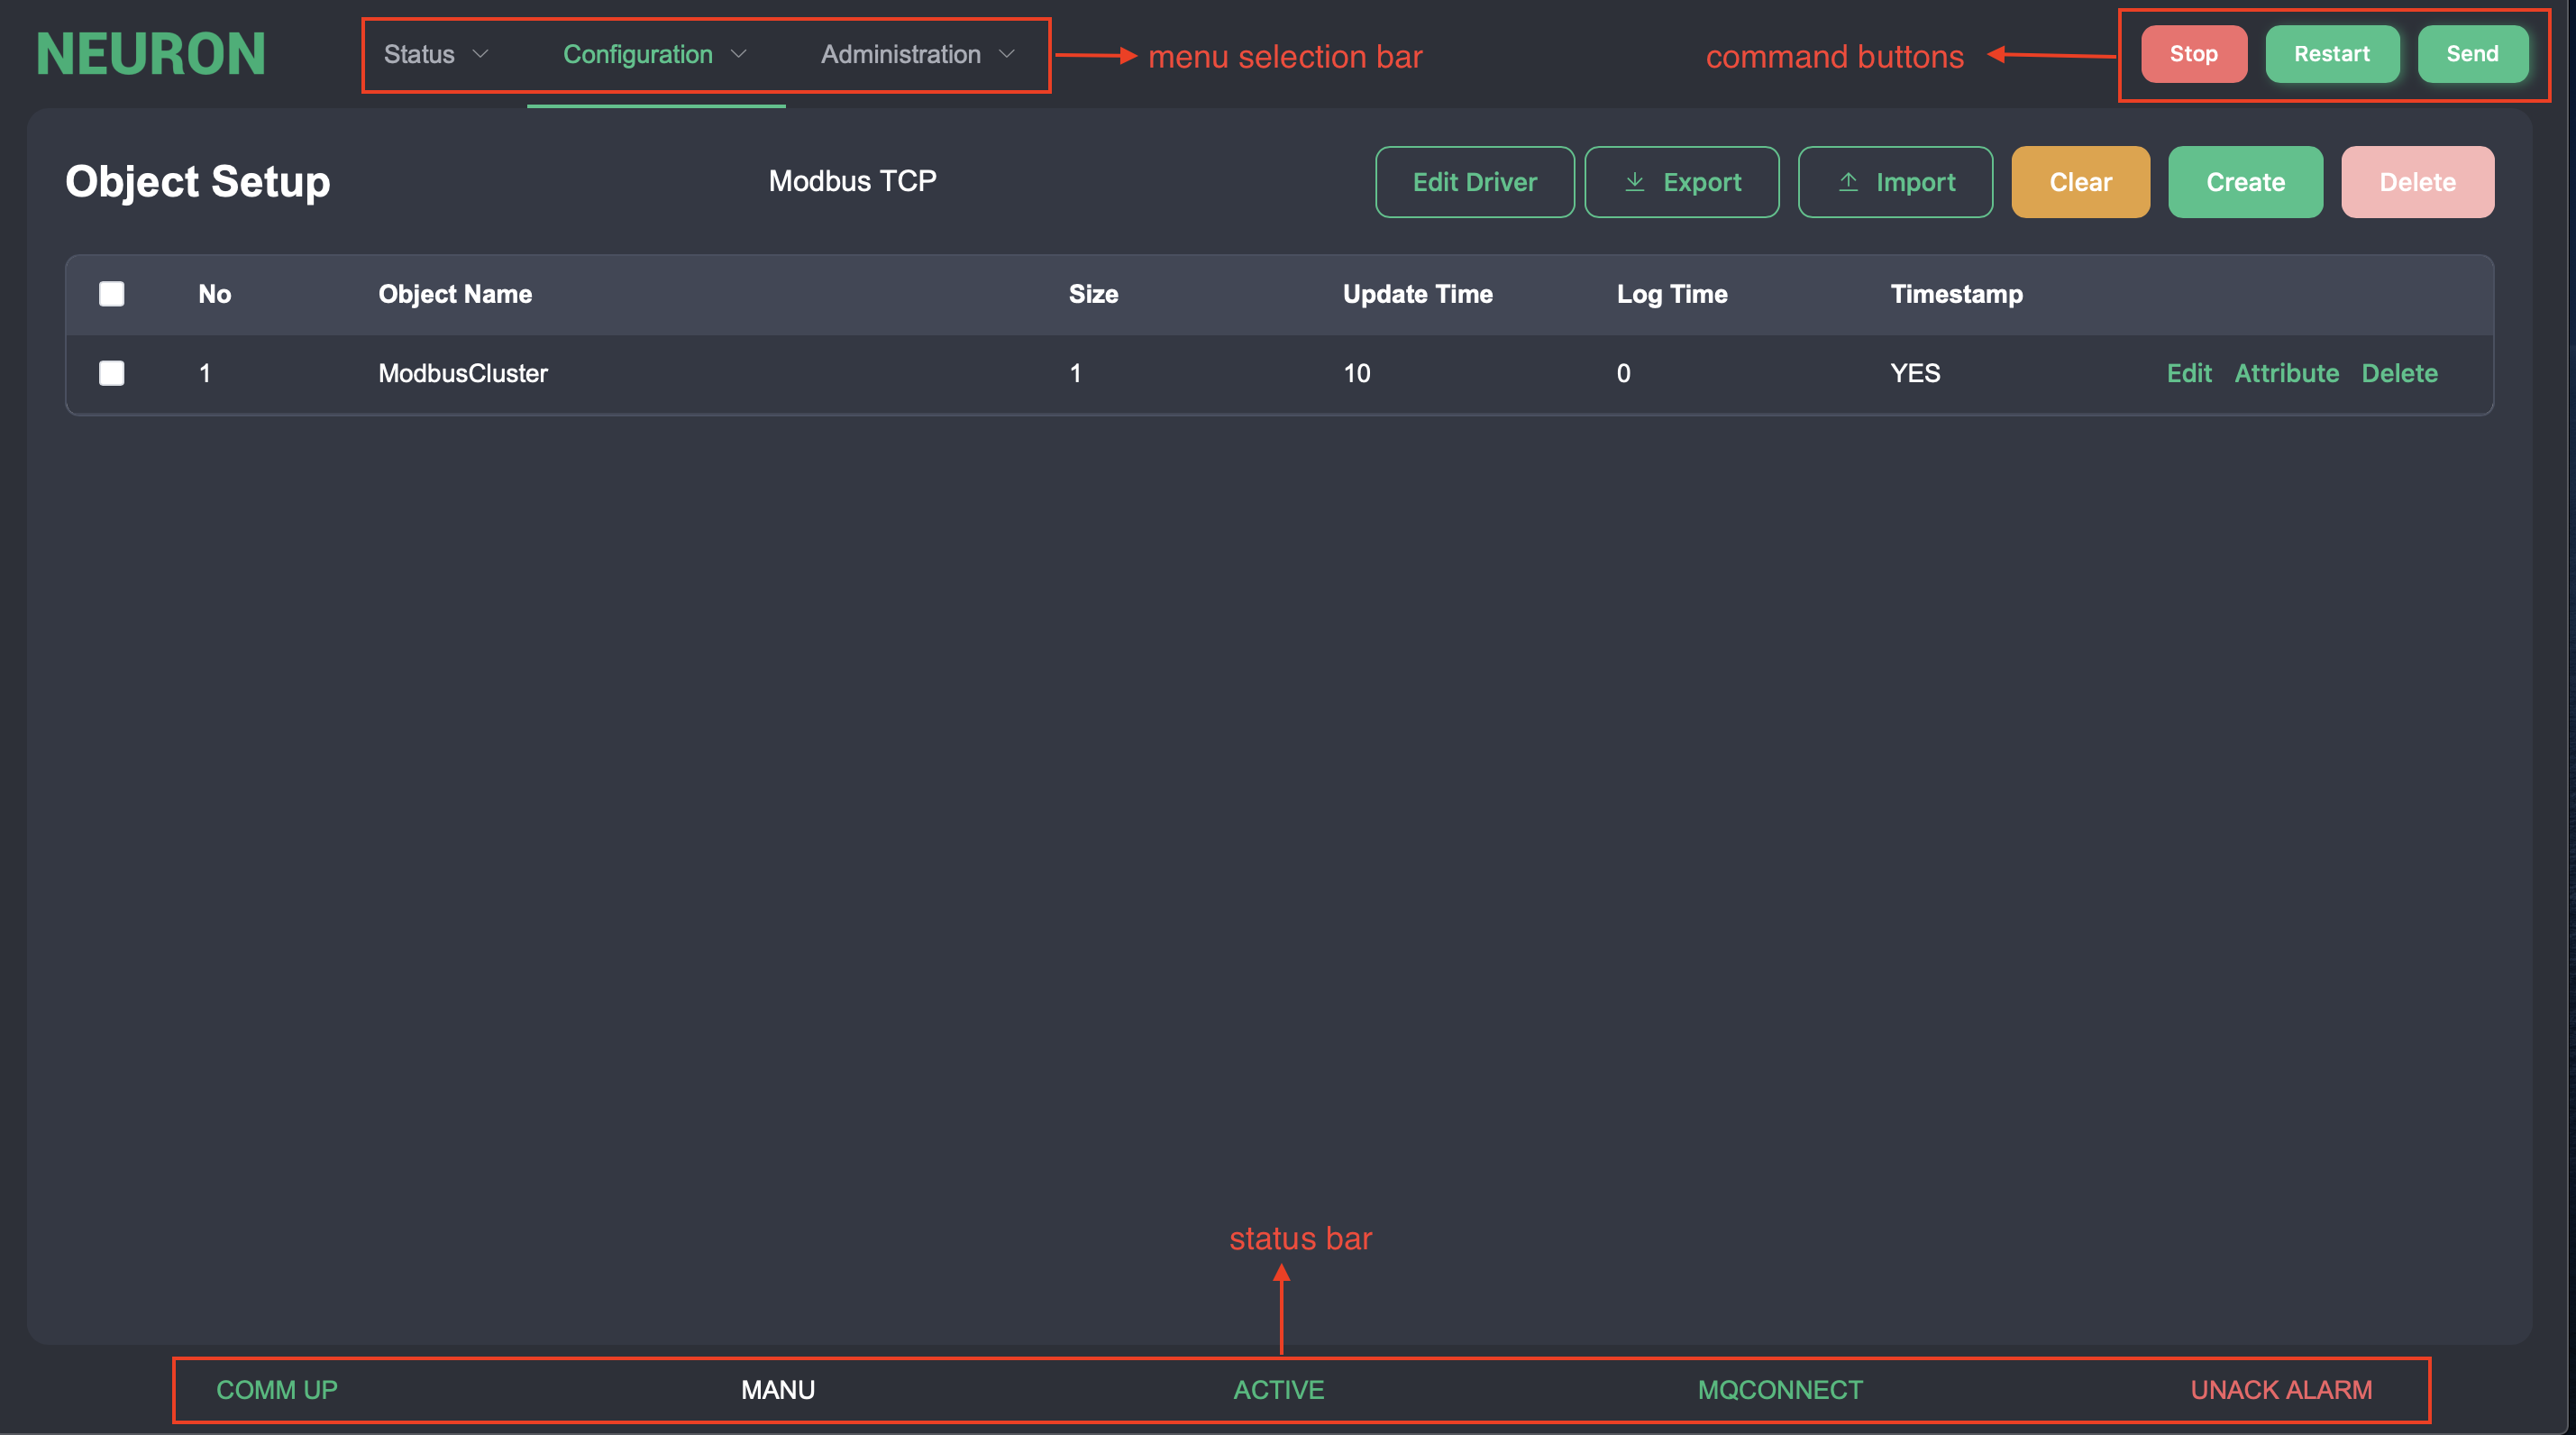 NEURON Status Configuration Administration menu selection bar command buttons Stop Restart Send
Object Setup Modbus TCP Edit Driver Export Import Clear Create Delete
No Object Name Size Update Time Log Time Timestamp
1 ModbusCluster 1 10 0 YES Edit Attribute Delete
status bar
COMM UP MANU ACTIVE MQCONNECT UNACK ALARM